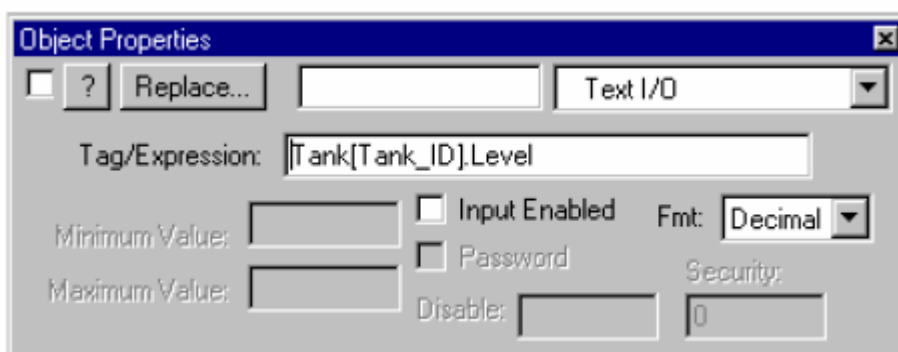 Object Properties
? Replace... Text I/O
Tag/Expression: Tank[Tank_ID].Level
Input Enabled Fmt: Decimal
Minimum Value:
Password
Security:
Maximum Value:
Disable: 0